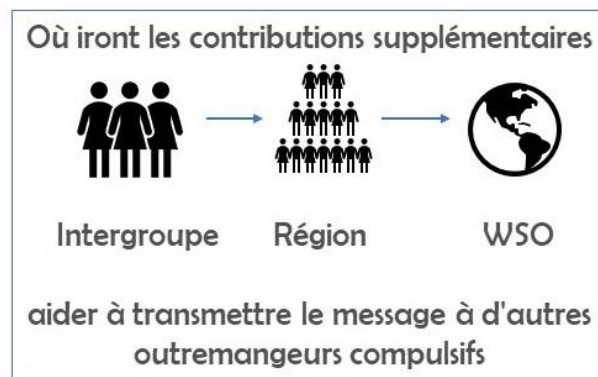 Où iront les contributions supplémentaires
Intergroupe Région WSO
aider à transmettre le message à d'autres
outremangeurs compulsifs